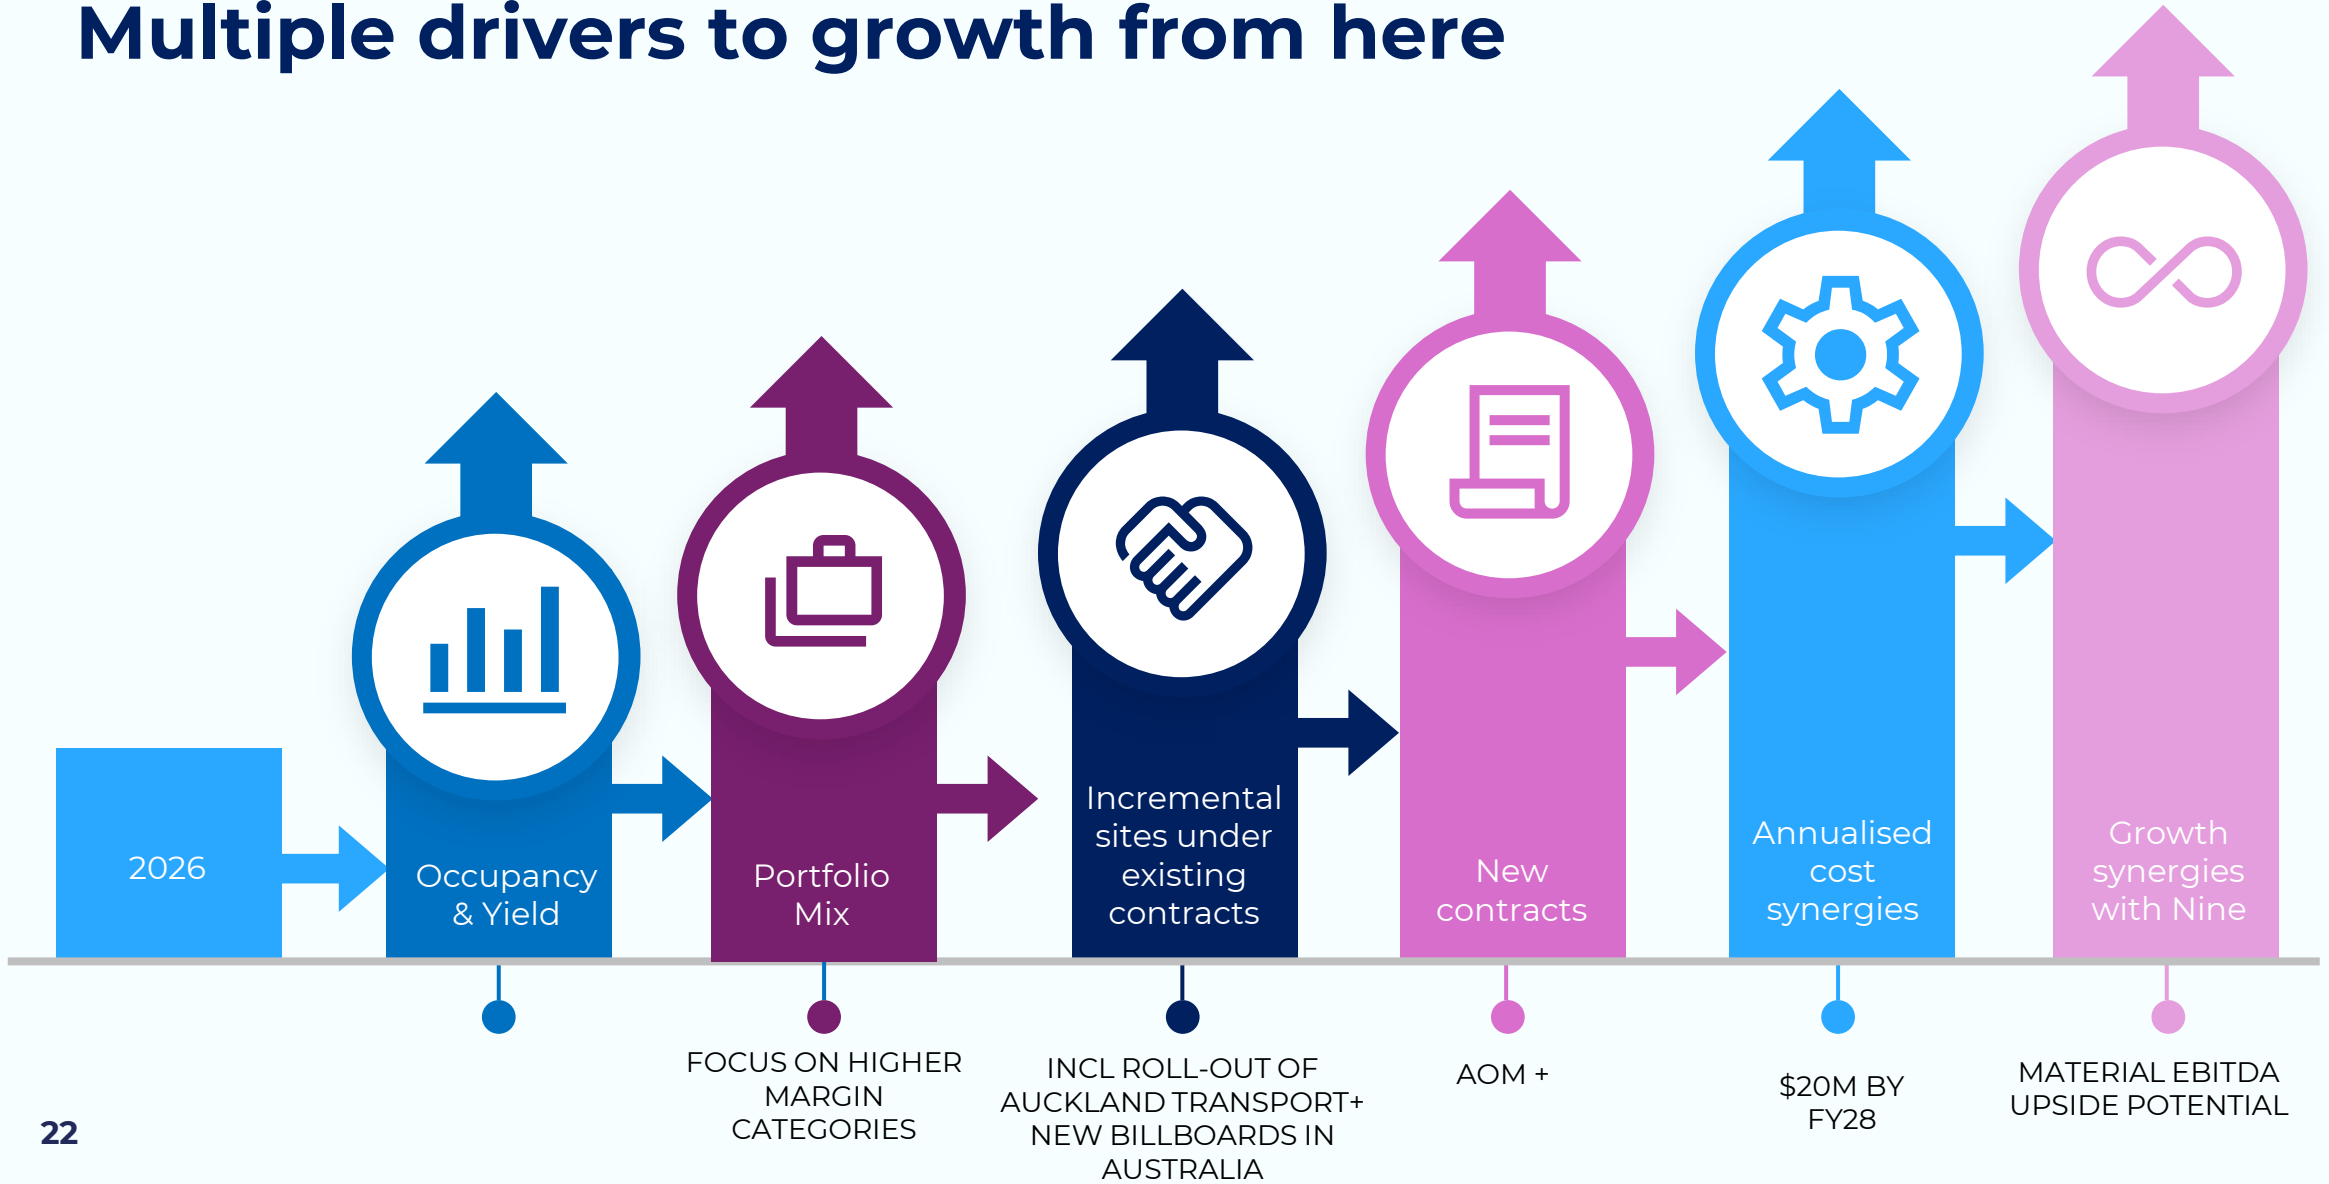 Multiple drivers to growth from here
2026
Occupancy
& Yield
Portfolio
Mix
Incremental
sites under
existing
contracts
New
contracts
Annualised
cost
synergies
Growth
synergies
with Nine
FOCUS ON HIGHER
MARGIN
CATEGORIES
INCL ROLL-OUT OF
AUCKLAND TRANSPORT+
NEW BILLBOARDS IN
AUSTRALIA
AOM +
$20M BY
FY28
MATERIAL EBITDA
UPSIDE POTENTIAL
22